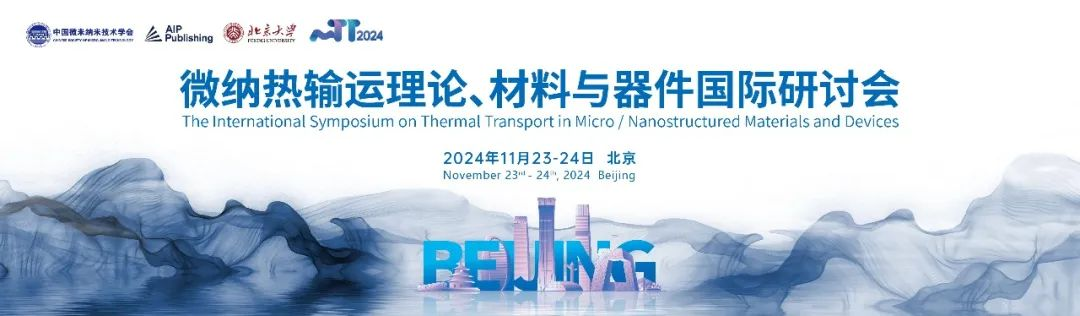 中国微米纳米技术学会
AIP
Publishing
北京大学
PEKING UNIVERSITY
MTT2024
微纳热输运理论、材料与器件国际研讨会
The International Symposium on Thermal Transport in Micro / Nanostructured Materials and Devices
2024年11月23-24日 北京
November 23rd - 24th, 2024 Beijing
BEIJING